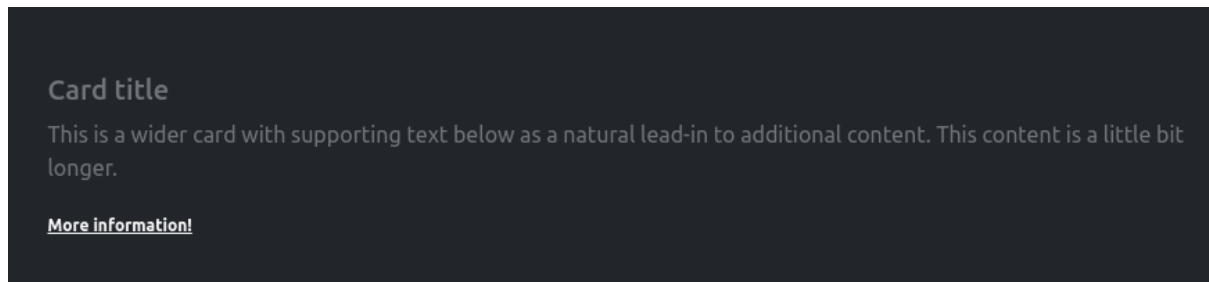 Card title
This is a wider card with supporting text below as a natural lead-in to additional content. This content is a little bit
longer.
More information!